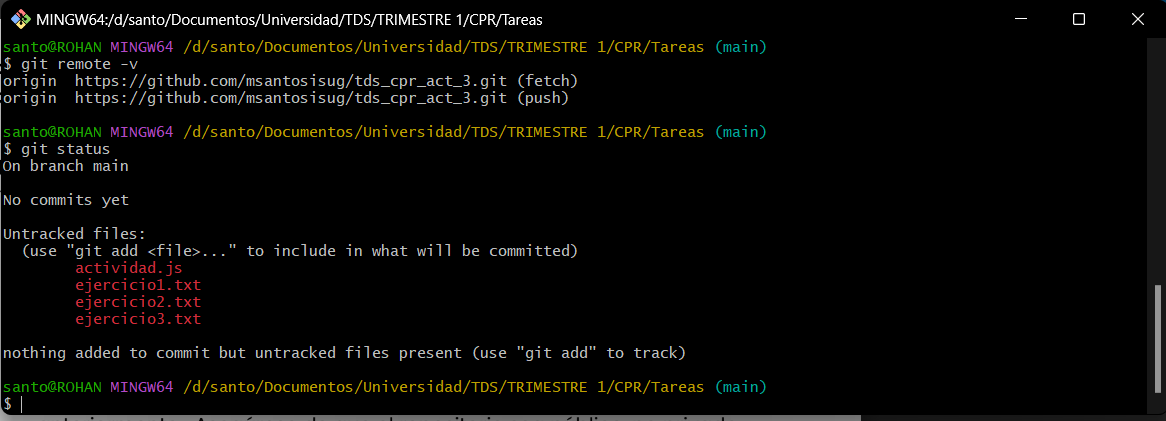 MINGW64:/d/santo/Documentos/Universidad/TDS/TRIMESTRE 1/CPR/Tareas
santo@ROHAN MINGW64 /d/santo/Documentos/Universidad/TDS/TRIMESTRE 1/CPR/Tareas (main)
$ git remote -v
origin  https://github.com/msantosisug/tds_cpr_act_3.git (fetch)
origin  https://github.com/msantosisug/tds_cpr_act_3.git (push)
santo@ROHAN MINGW64 /d/santo/Documentos/Universidad/TDS/TRIMESTRE 1/CPR/Tareas (main)
$ git status
On branch main
No commits yet
Untracked files:
  (use "git add <file>..." to include in what will be committed)
        actividad.js
        ejercicio1.txt
        ejercicio2.txt
        ejercicio3.txt
nothing added to commit but untracked files present (use "git add" to track)
santo@ROHAN MINGW64 /d/santo/Documentos/Universidad/TDS/TRIMESTRE 1/CPR/Tareas (main)
$